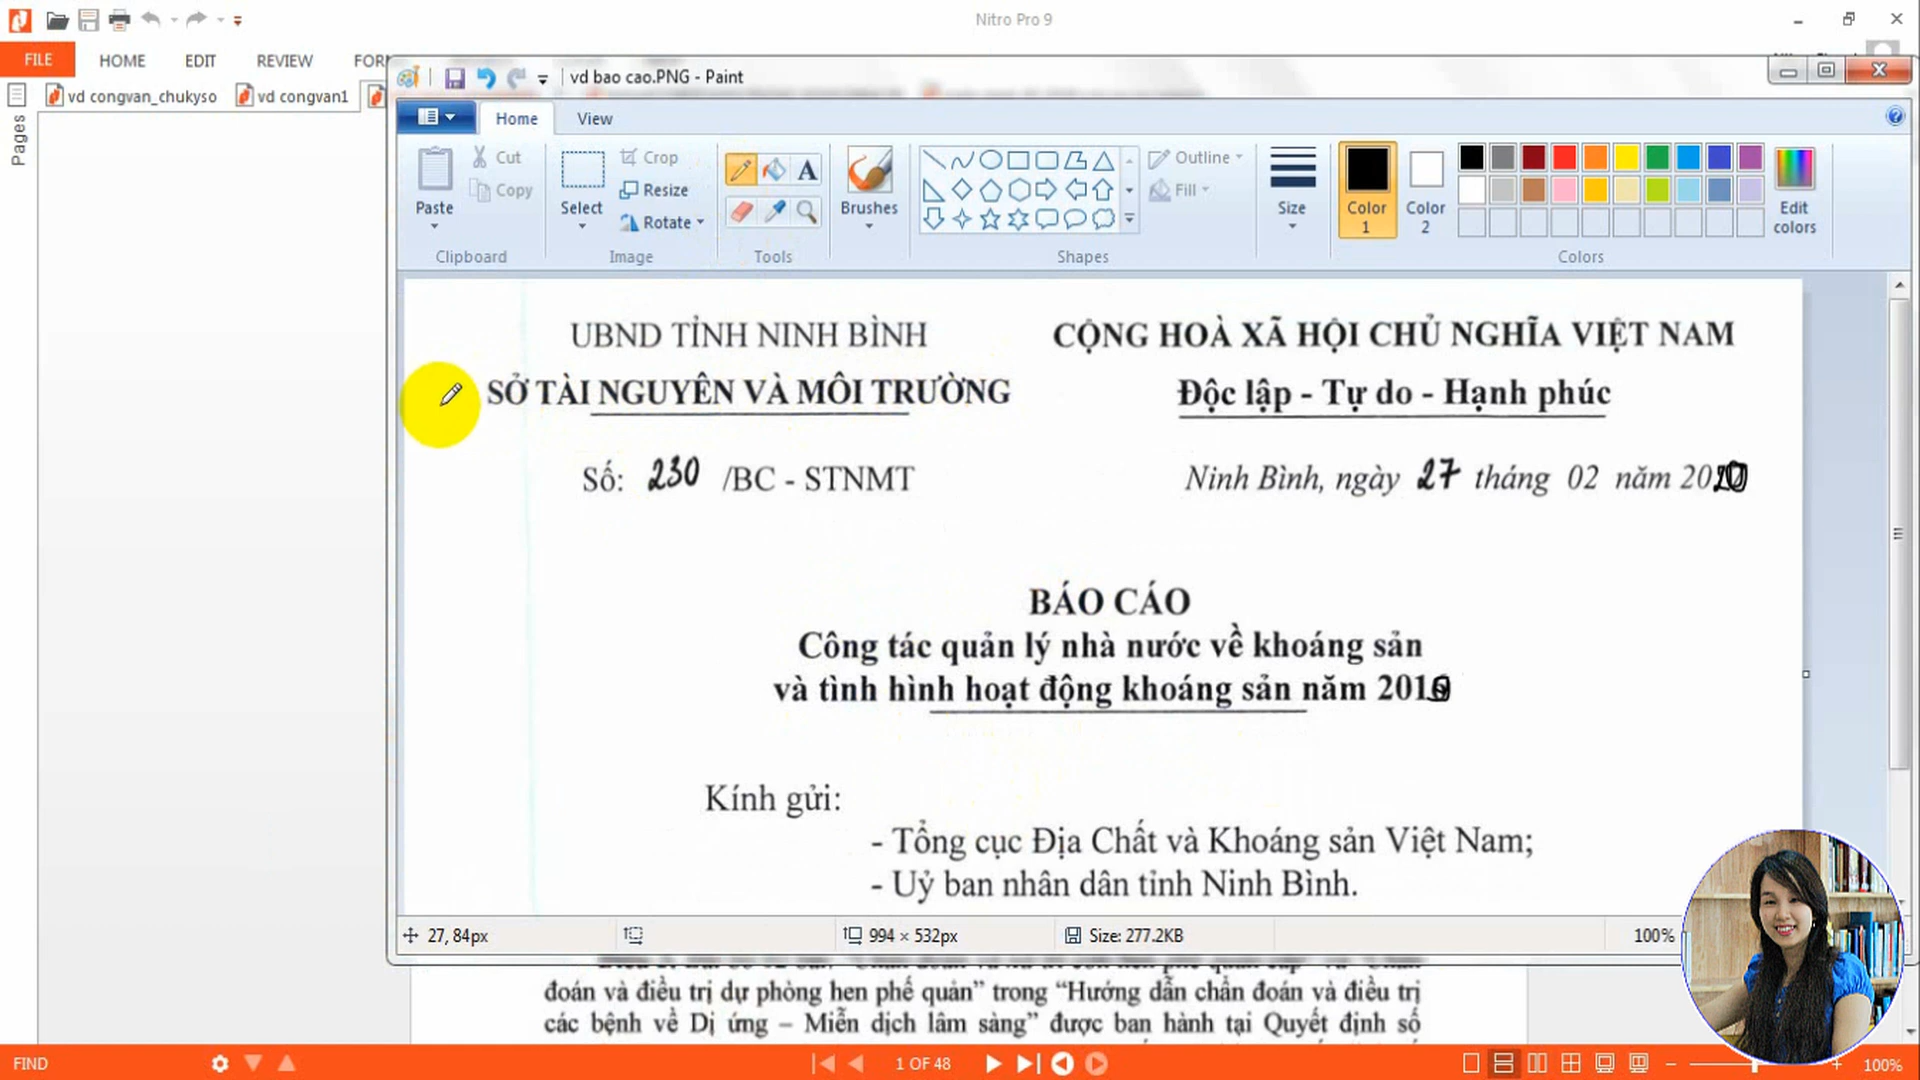 Nitro Pro 9
FILE
HOME
EDIT
REVIEW
vd congvan_chukyso
vd congvan1
Pages
vd bao cao.PNG - Paint
Home
View
Paste
Cut
Copy
Clipboard
Select
Crop
Resize
Rotate
Image
Tools
Brushes
Shapes
Outline
Fill
Size
Color 1
Color 2
Edit colors
Colors
UBND TỈNH NINH BÌNH
SỞ TÀI NGUYÊN VÀ MÔI TRƯỜNG
Số: 230 /BC - STNMT
CỘNG HOÀ XÃ HỘI CHỦ NGHĨA VIỆT NAM
Độc lập - Tự do - Hạnh phúc
Ninh Bình, ngày 27 tháng 02 năm
BÁO CÁO
Công tác quản lý nhà nước về khoáng sản
và tình hình hoạt động khoáng sản năm
Kính gửi:
- Tổng cục Địa Chất và Khoáng sản Việt Nam;
- Uỷ ban nhân dân tỉnh Ninh Bình.
27, 84px
994 × 532px
Size: 277.2KB
100%
đoán và điều trị dự phòng hen phế quản” trong “Hướng dẫn chẩn đoán và điều trị
các bệnh về Dị ứng – Miễn dịch lâm sàng” được ban hành tại Quyết định số
FIND
1 OF 48
100%